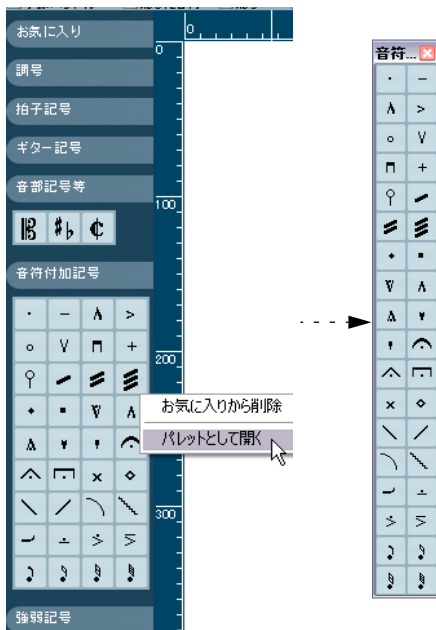 お気に入り
調号
拍子記号
ギター記号
音部記号等
音符付加記号
お気に入りから削除
パレットとして開く
強弱記号
0
0
100
200
300
音符...